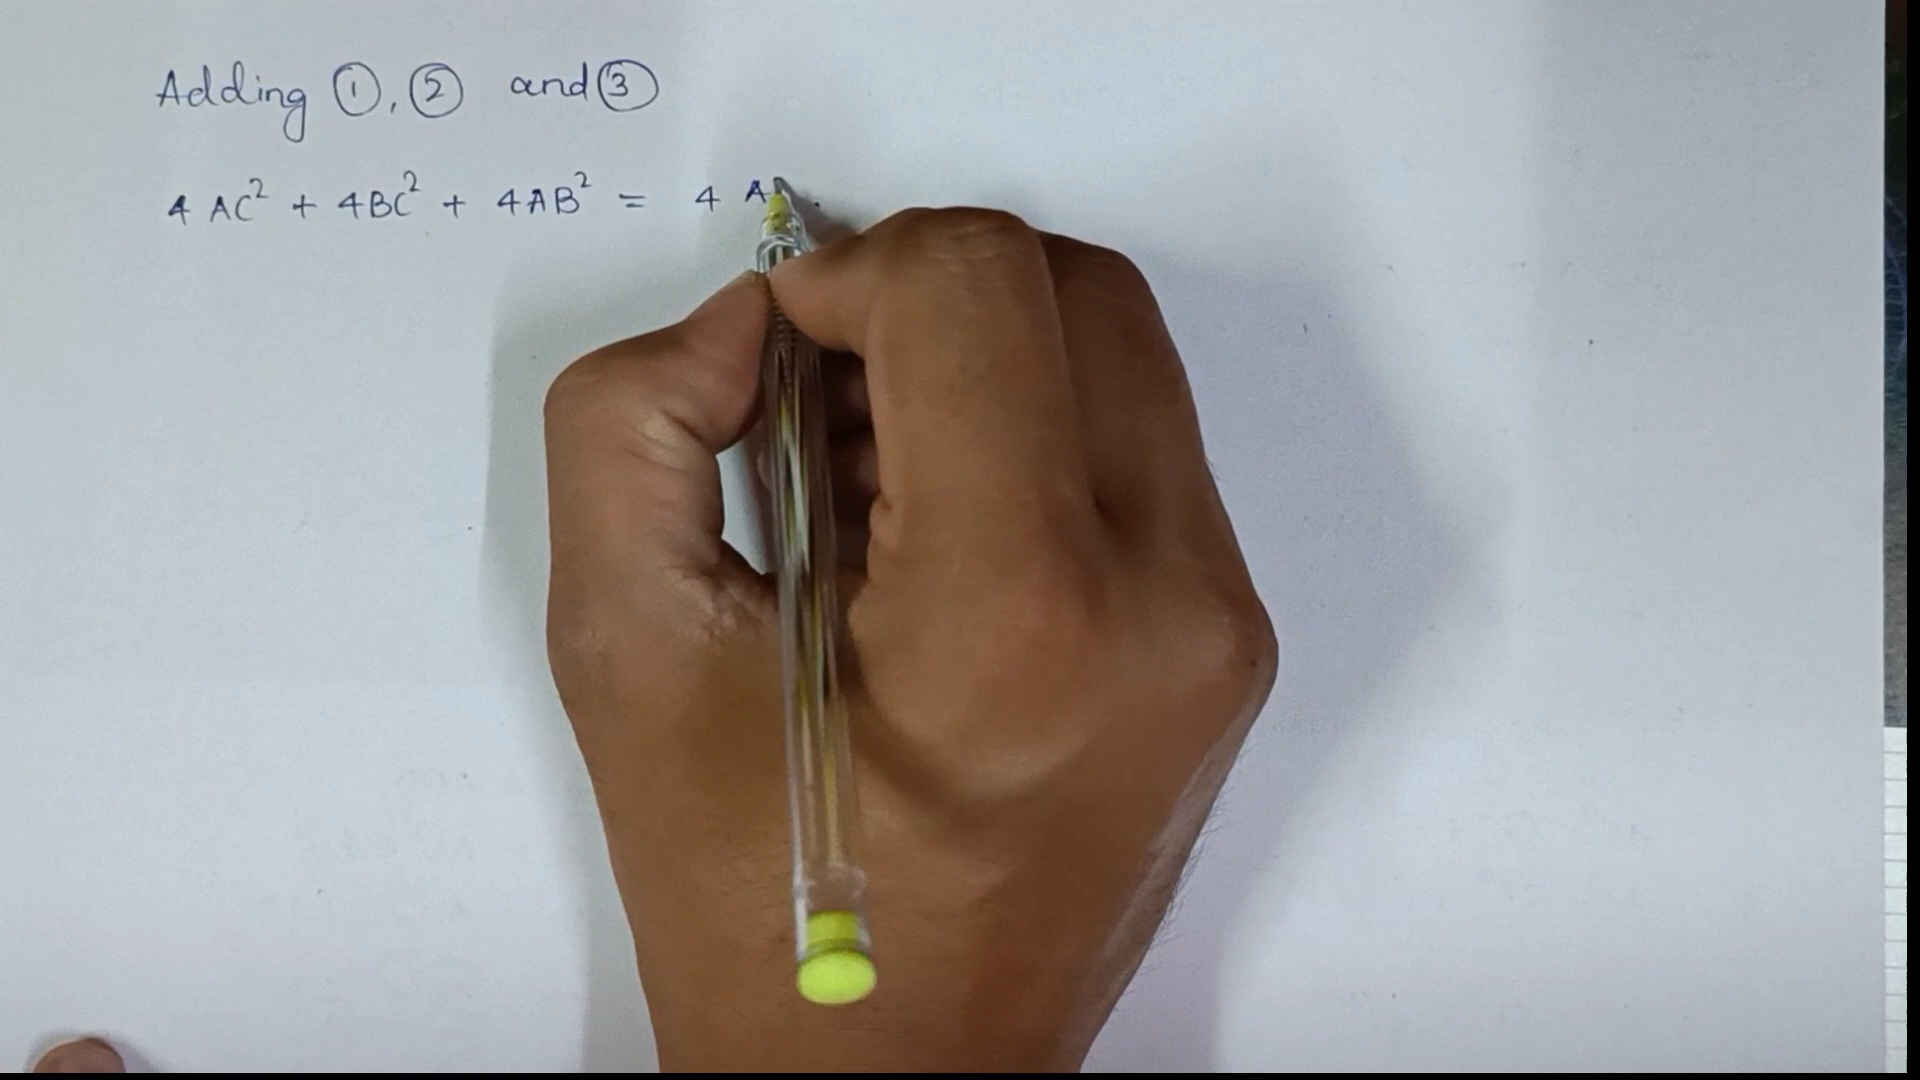 Adding ①, ② and ③
4 AC² + 4BC² + 4AB² = 4 A